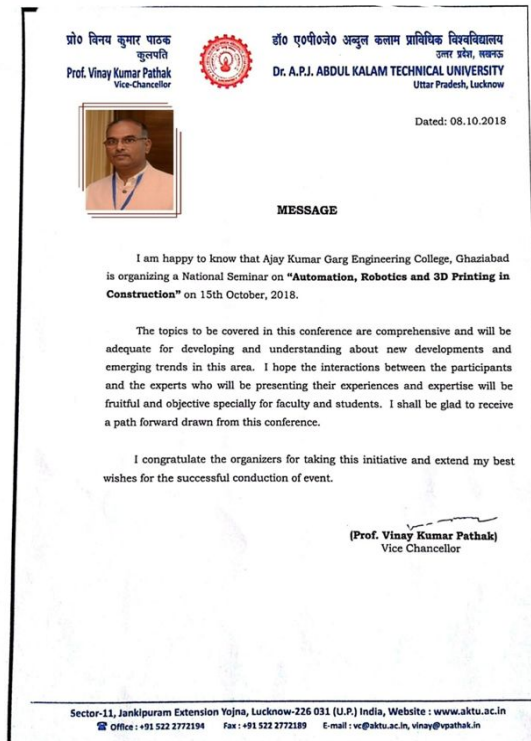 प्रो० विनय कुमार पाठक
कुलपति
Prof. Vinay Kumar Pathak
Vice-Chancellor
डॉ० ए०पी०जे० अब्दुल कलाम प्राविधिक विश्वविद्यालय
उत्तर प्रदेश, लखनऊ
Dr. A.P.J. ABDUL KALAM TECHNICAL UNIVERSITY
Uttar Pradesh, Lucknow
Dated: 08.10.2018
MESSAGE
I am happy to know that Ajay Kumar Garg Engineering College, Ghaziabad
is organizing a National Seminar on "Automation, Robotics and 3D Printing in
Construction" on 15th October, 2018.
The topics to be covered in this conference are comprehensive and will be
adequate for developing and understanding about new developments and
emerging trends in this area. I hope the interactions between the participants
and the experts who will be presenting their experiences and expertise will be
fruitful and objective specially for faculty and students. I shall be glad to receive
a path forward drawn from this conference.
I congratulate the organizers for taking this initiative and extend my best
wishes for the successful conduction of event.
(Prof. Vinay Kumar Pathak)
Vice Chancellor
Sector-11, Jankipuram Extension Yojna, Lucknow-226 031 (U.P.) India, Website : www.aktu.ac.in
Office : +91 522 2772194 Fax : +91 522 2772189 E-mail : vc@aktu.ac.in, vinay@vpathak.in